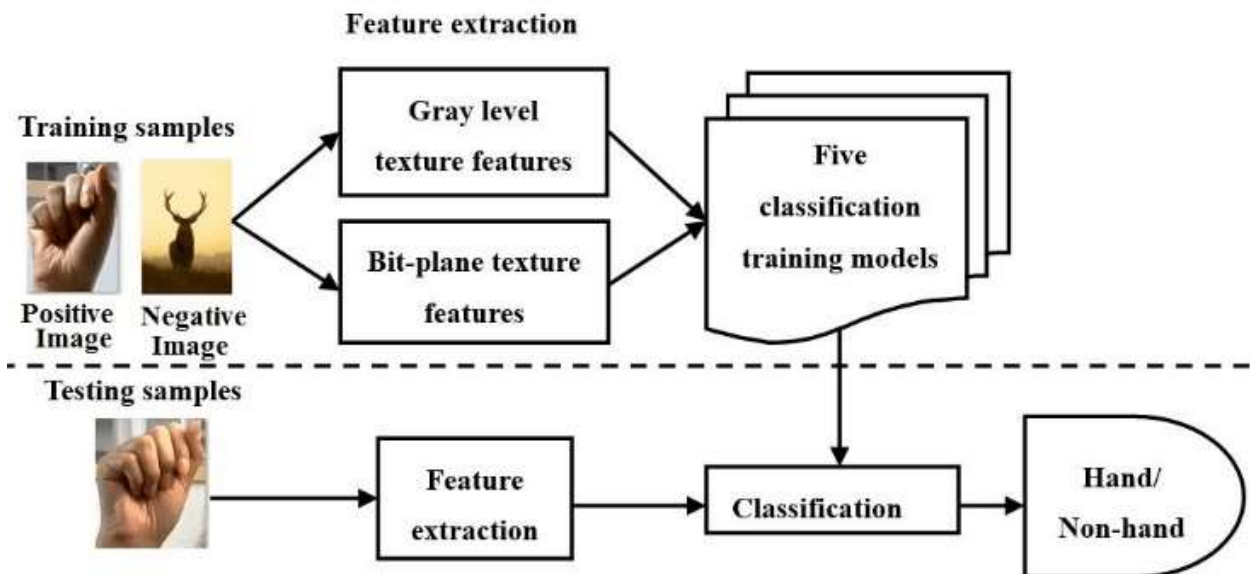 Feature extraction
Training samples
Gray level
texture features
Bit-plane texture
features
Five
classification
training models
Positive
Image
Negative
Image
Testing samples
Feature
extraction
Classification
Hand/
Non-hand